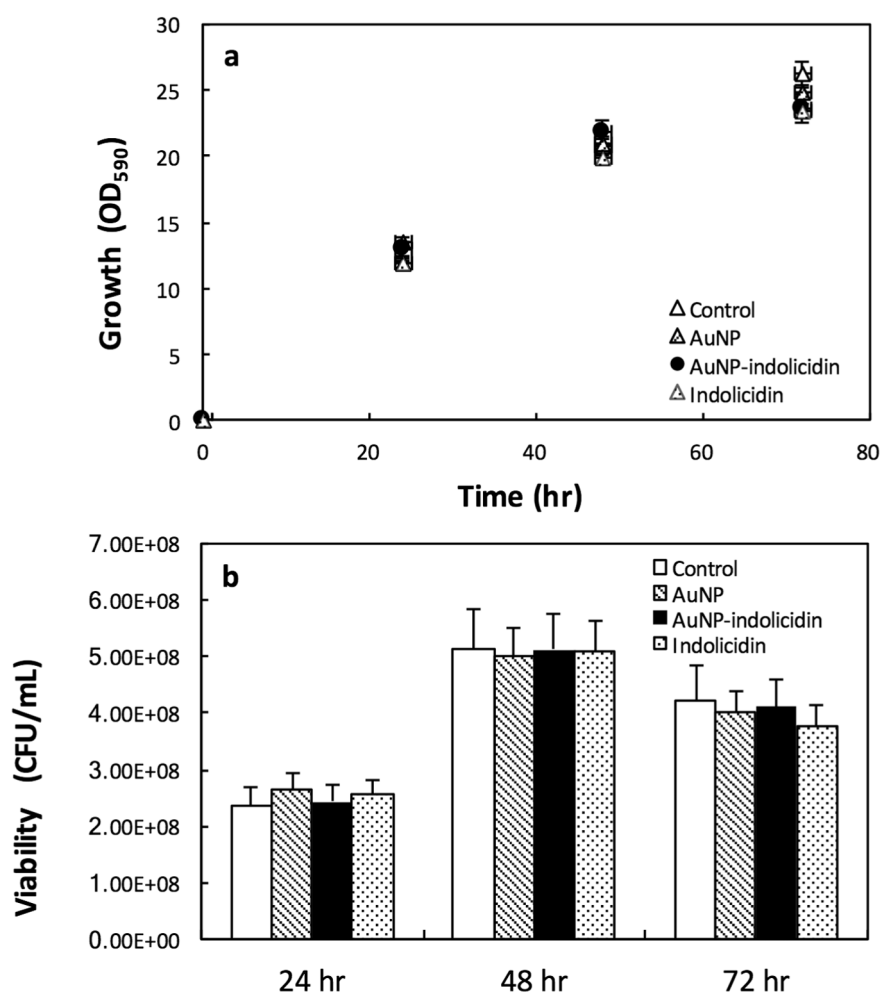 a
30
25
20
15
10
5
0
Growth (OD590)
Control
AuNP
AuNP-indolicidin
Indolicidin
0 20 40 60 80
Time (hr)
b
7.00E+08
6.00E+08
5.00E+08
4.00E+08
3.00E+08
2.00E+08
1.00E+08
0.00E+00
Viability (CFU/mL)
Control
AuNP
AuNP-indolicidin
Indolicidin
24 hr 48 hr 72 hr